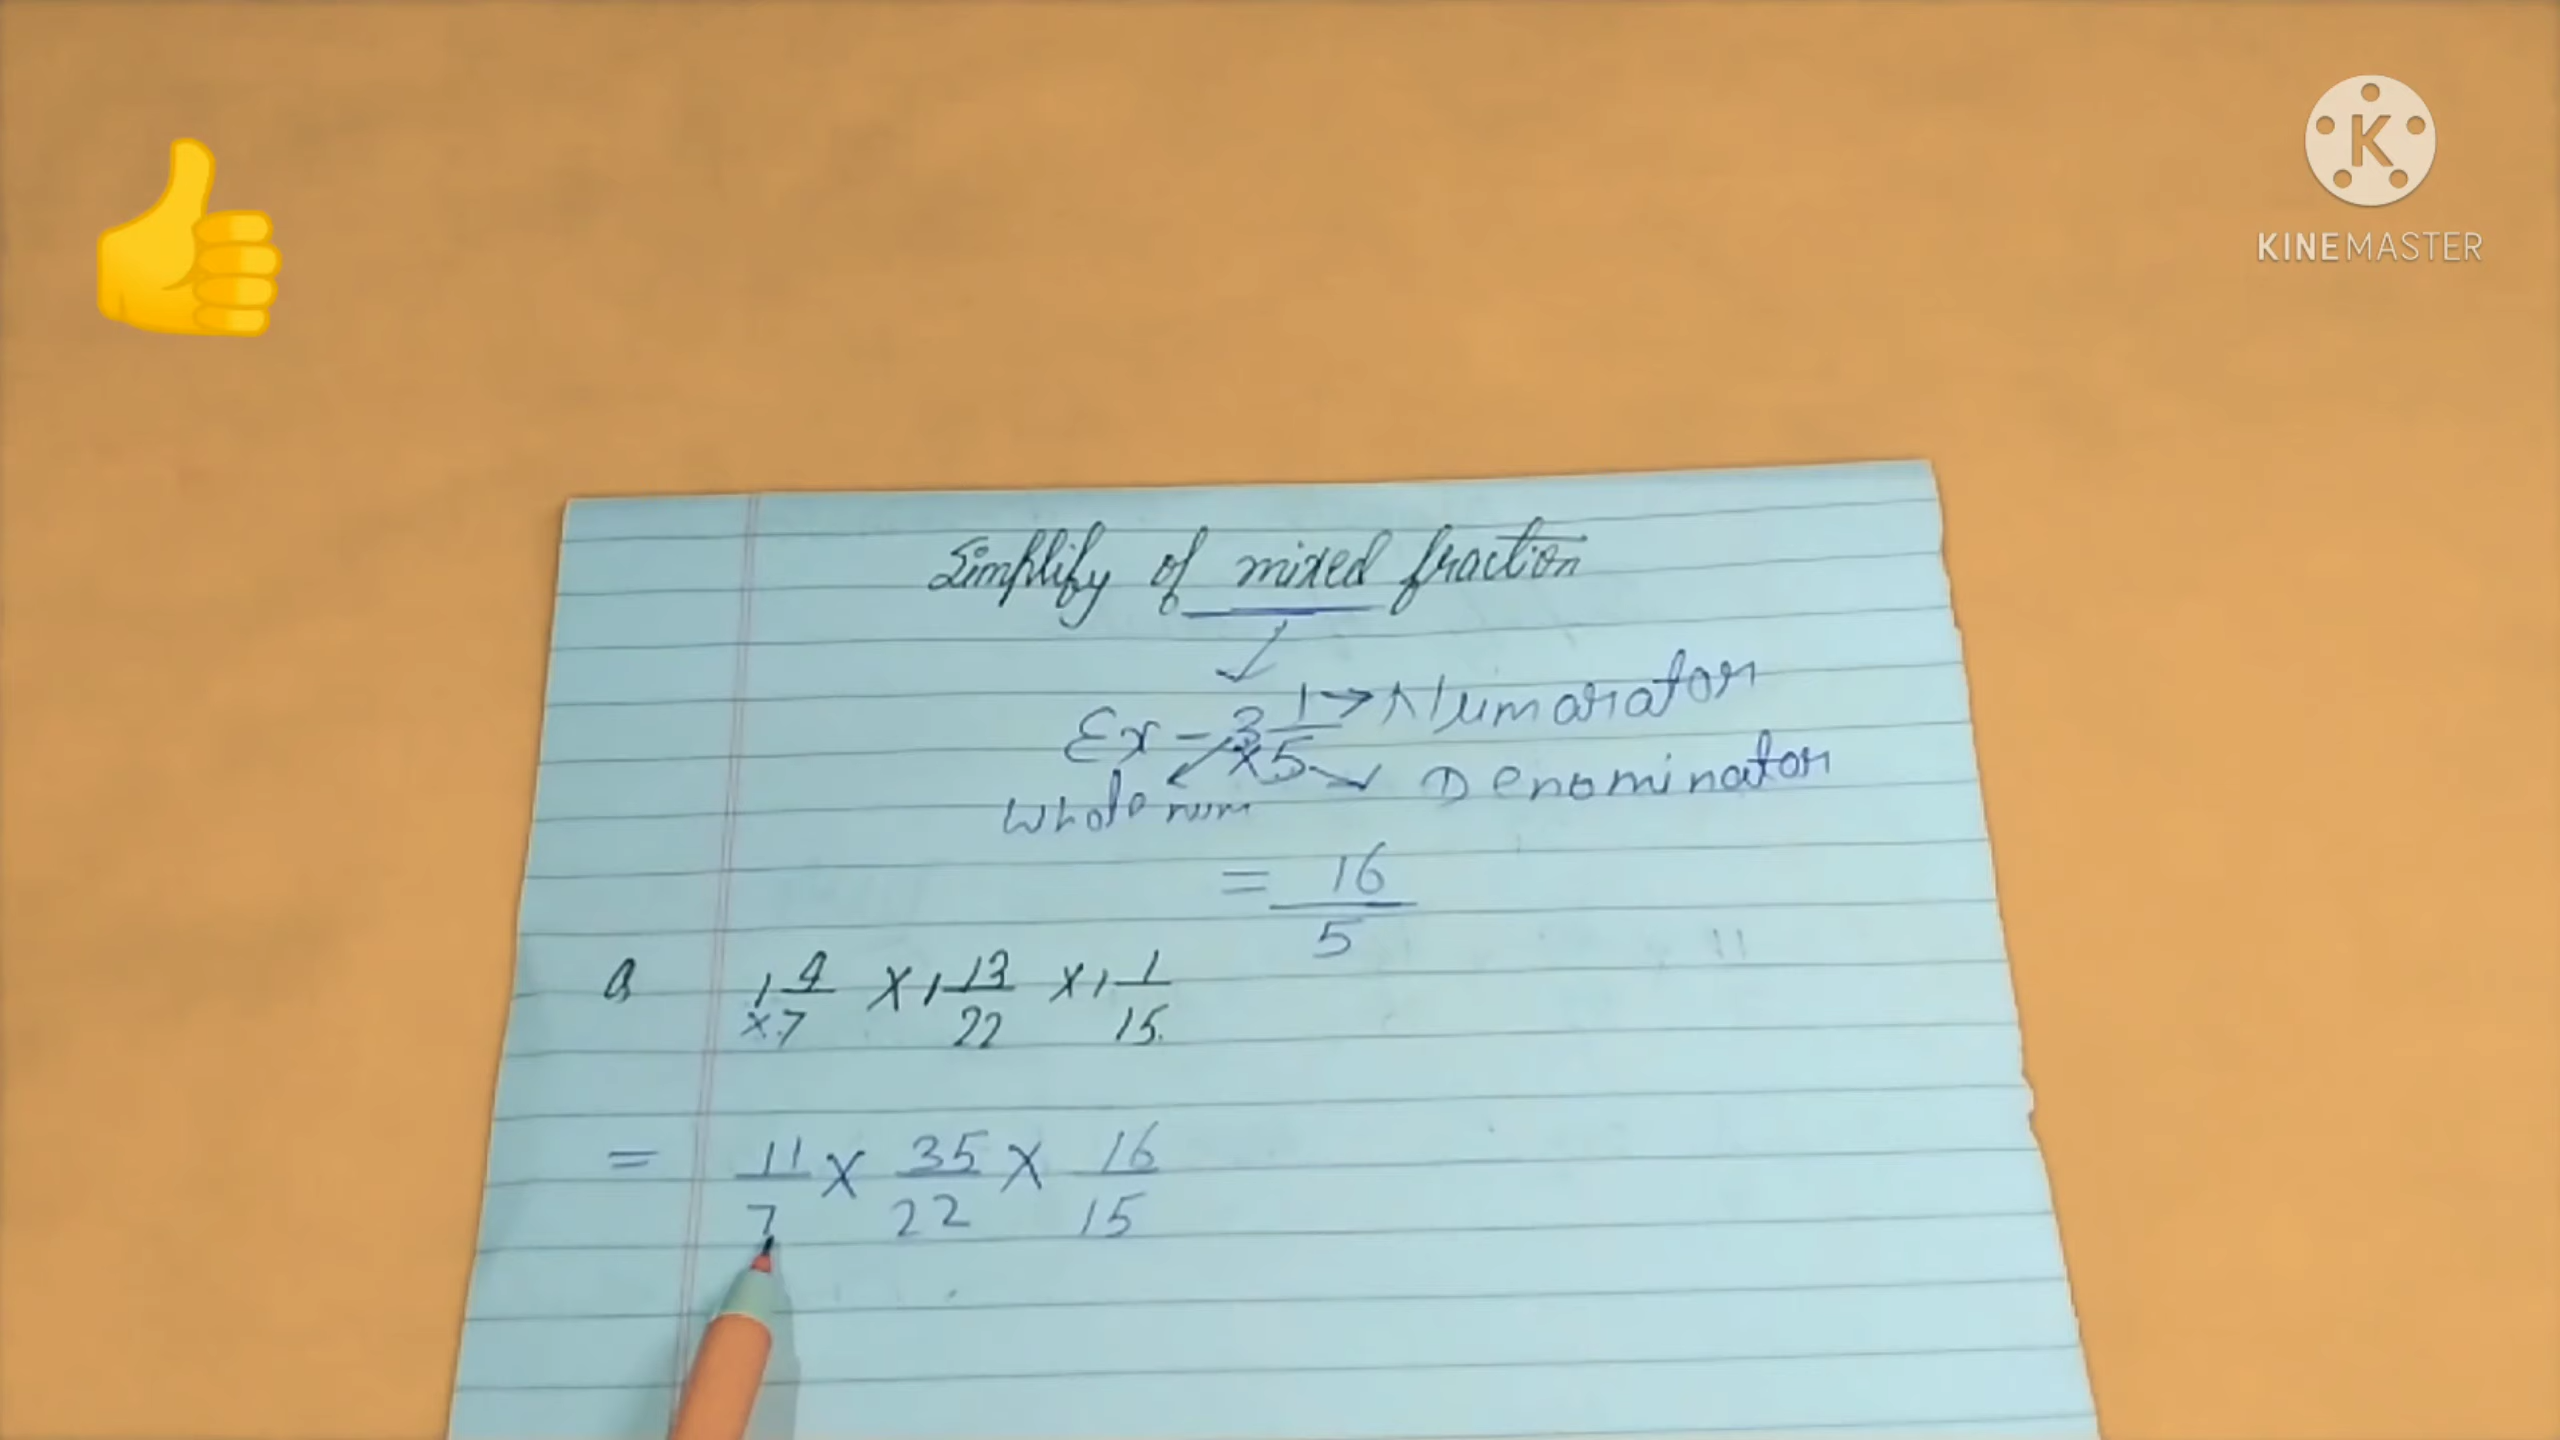 KINEMASTER
Simplify of mixed fraction
Ex - 3 1/5 → Numarator
×
→ Denominator
whole num
= 16/5
Q 1 4/7 × 1 13/22 × 1 1/15
×
= 11/7 × 35/22 × 16/15